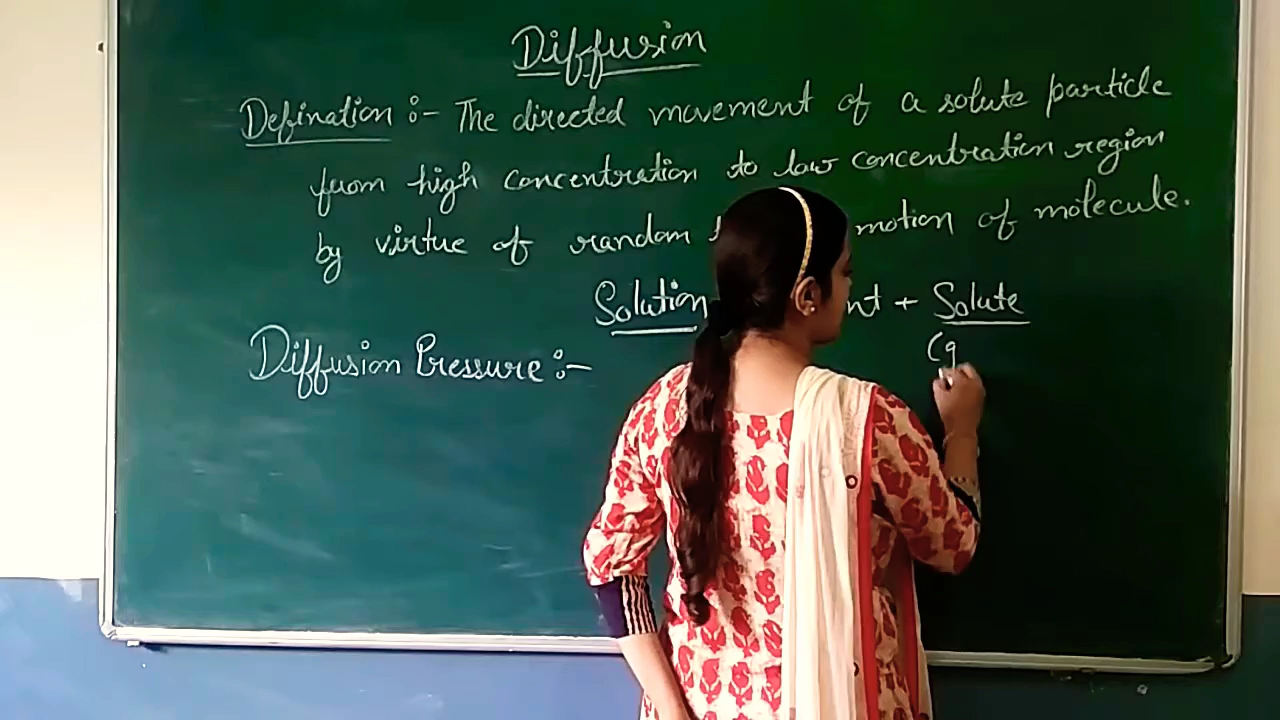 Diffusion
Defination :- The directed movement of a solute particle
from high concentration to low concentration region
by virtue of random motion of molecule.
Solution + Solute
Diffusion Pressure :-